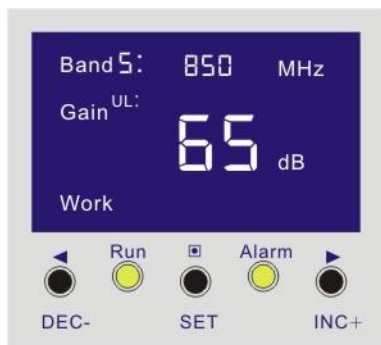 Band 5: 850 MHz
Gain UL:
65 dB
Work
Run Alarm
DEC- SET INC+